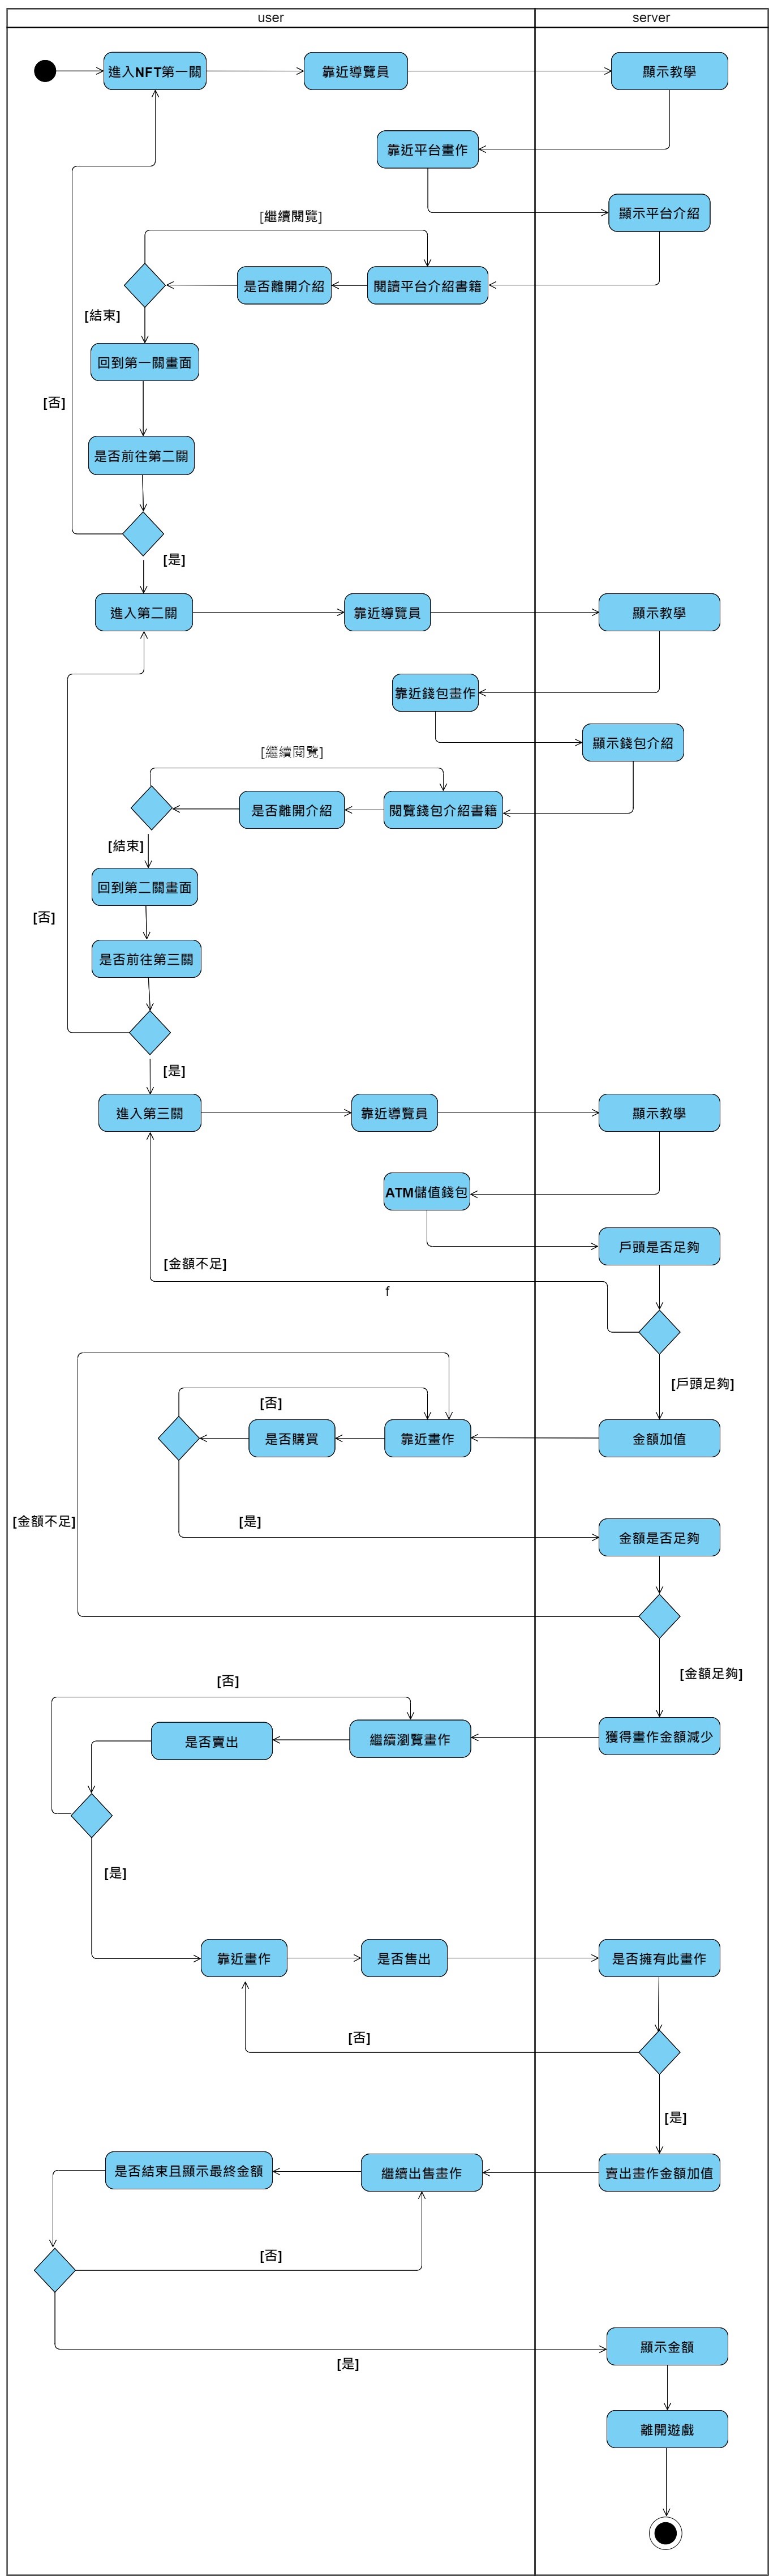 user
server
進入NFT第一關
靠近導覽員
顯示教學
靠近平台畫作
顯示平台介紹
[繼續閱覽]
是否離開介紹
閱讀平台介紹書籍
[結束]
回到第一關畫面
[否]
是否前往第二關
[是]
進入第二關
靠近導覽員
顯示教學
靠近錢包畫作
顯示錢包介紹
[繼續閱覽]
是否離開介紹
閱覽錢包介紹書籍
[結束]
回到第二關畫面
[否]
是否前往第三關
[是]
進入第三關
靠近導覽員
顯示教學
ATM儲值錢包
戶頭是否足夠
[金額不足]
f
[戶頭足夠]
[否]
是否購買
靠近畫作
金額加值
[金額不足]
[是]
金額是否足夠
[金額足夠]
[否]
是否賣出
繼續瀏覽畫作
獲得畫作金額減少
[是]
靠近畫作
是否售出
是否擁有此畫作
[否]
[是]
是否結束且顯示最終金額
繼續出售畫作
賣出畫作金額加值
[否]
顯示金額
[是]
離開遊戲